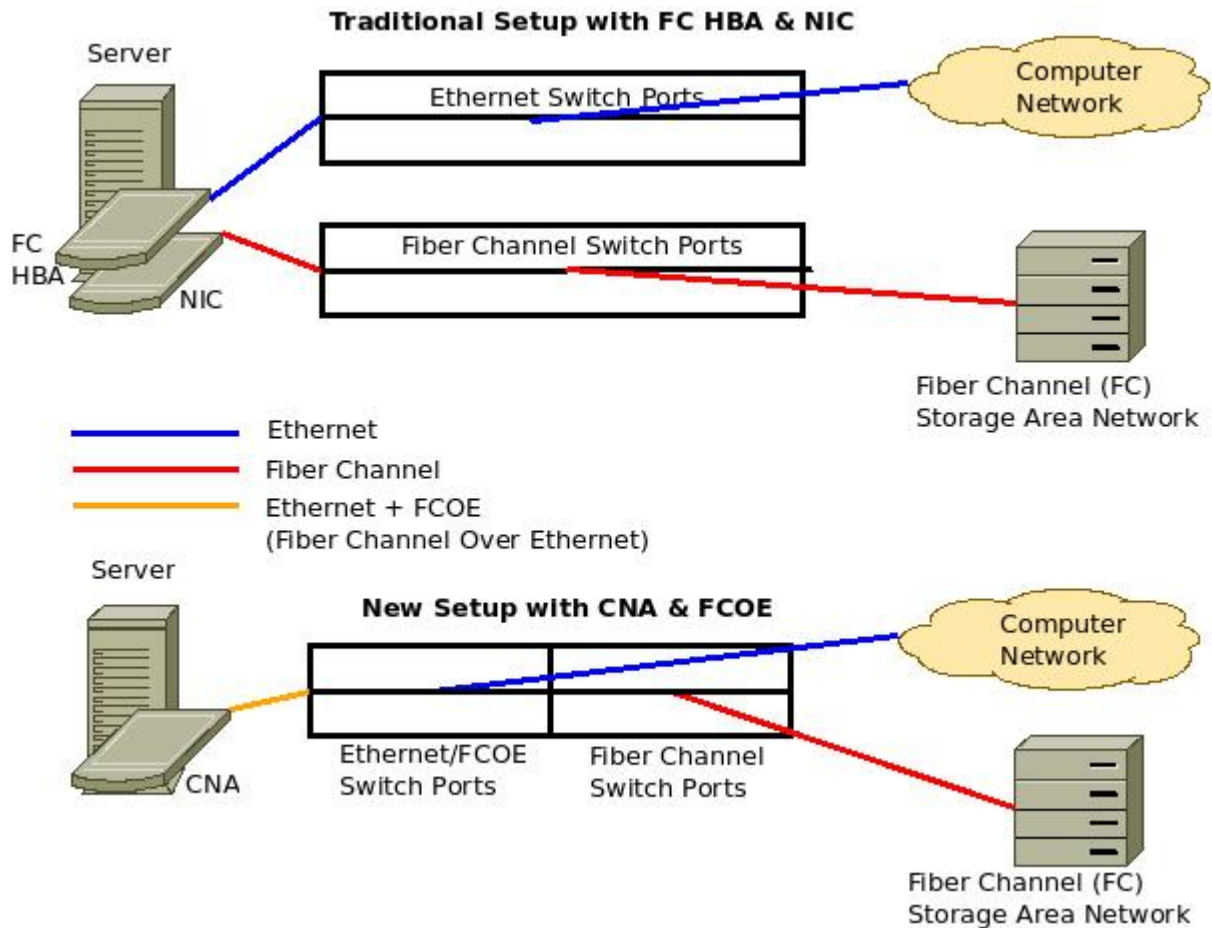 Traditional Setup with FC HBA & NIC
Server
Ethernet Switch Ports
Computer
Network
Fiber Channel Switch Ports
FC
HBA
NIC
Fiber Channel (FC)
Storage Area Network
Ethernet
Fiber Channel
Ethernet + FCOE
(Fiber Channel Over Ethernet)
Server
New Setup with CNA & FCOE
Computer
Network
CNA
Ethernet/FCOE
Switch Ports
Fiber Channel
Switch Ports
Fiber Channel (FC)
Storage Area Network